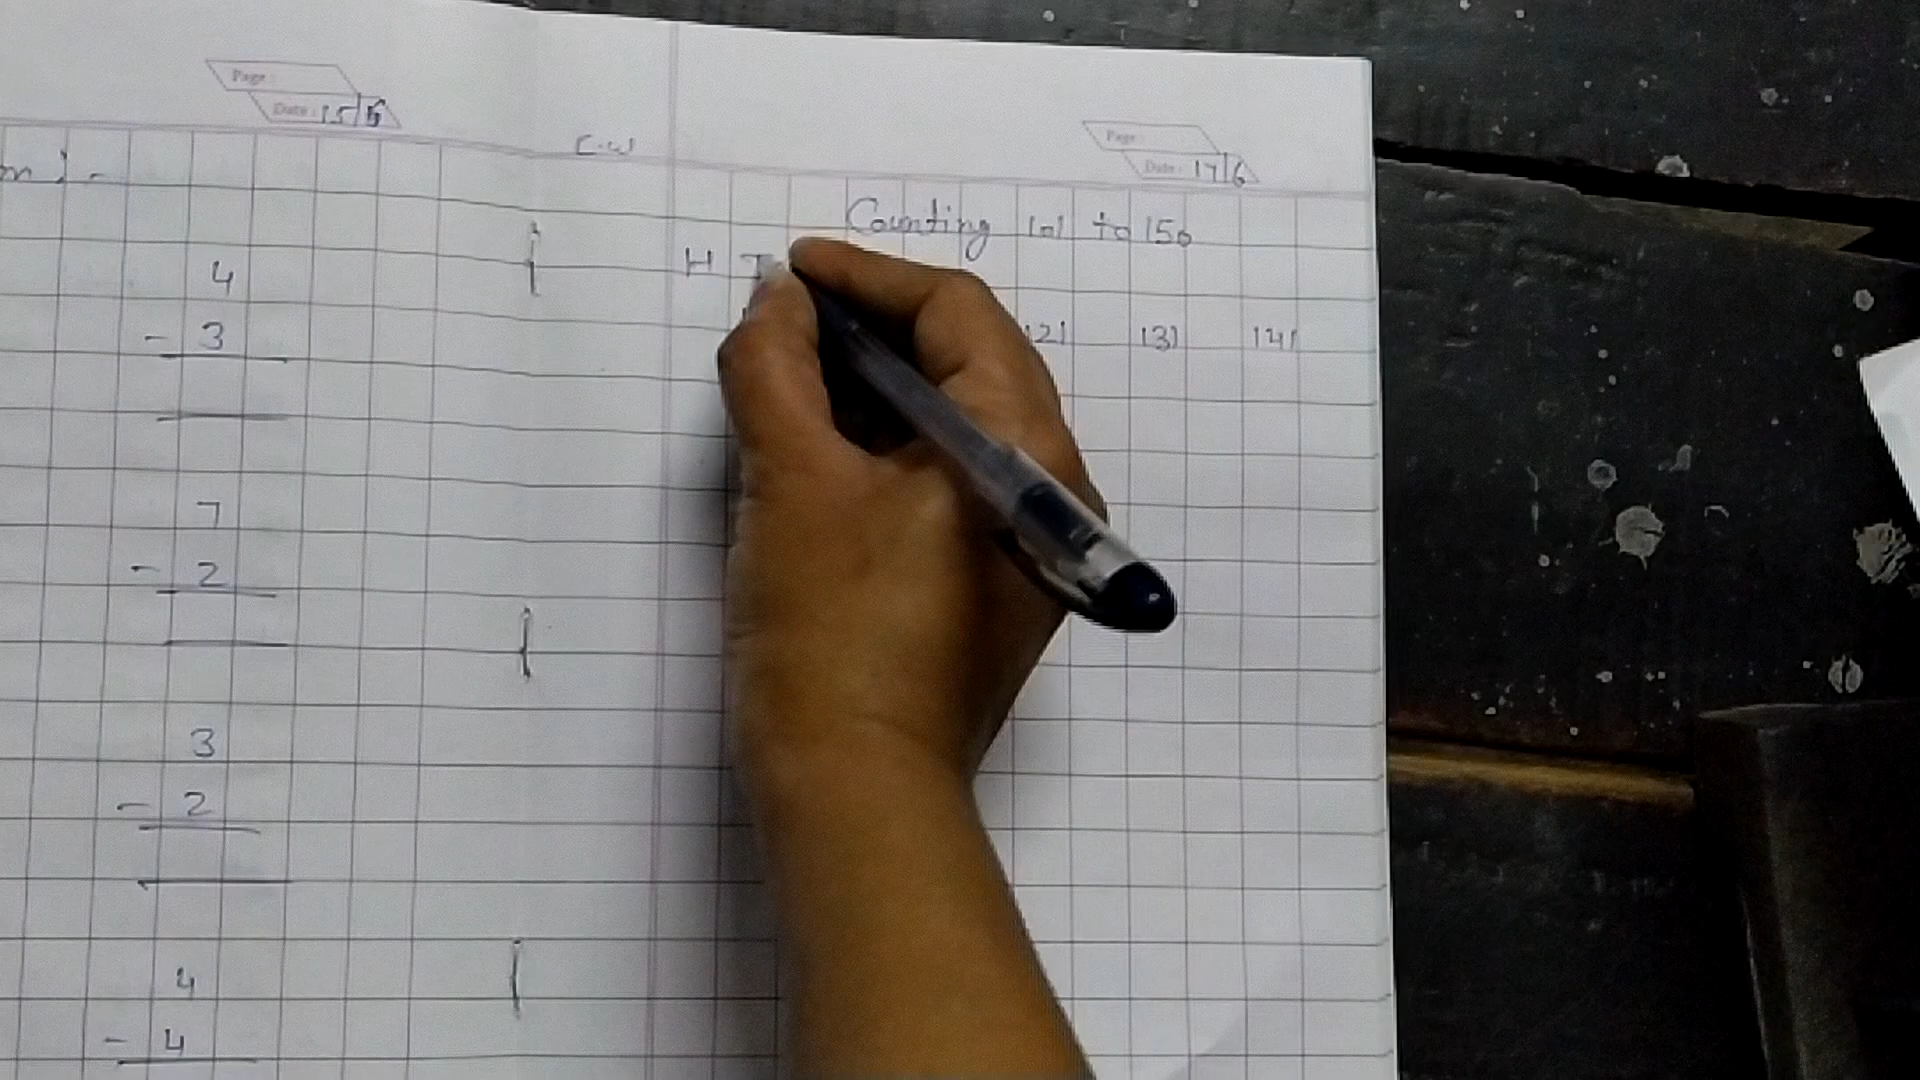 Page :
Date : 15/6
m :-
4
- 3
7
- 2
3
- 2
4
- 4
C.W
Page :
Date : 17/6
Counting 101 to 150
H T
121 131 141